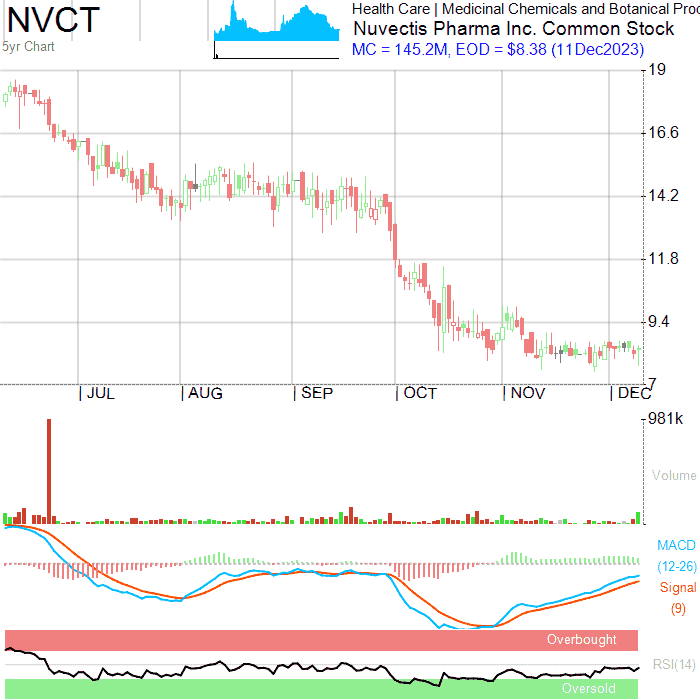 NVCT
5yr Chart
Health Care | Medicinal Chemicals and Botanical Proc
Nuvectis Pharma Inc. Common Stock
MC = 145.2M, EOD = $8.38 (11Dec2023)
19
16.6
14.2
11.8
9.4
7
JUL AUG SEP OCT NOV DEC
981k
Volume
MACD
(12-26)
Signal
(9)
Overbought
RSI(14)
Oversold